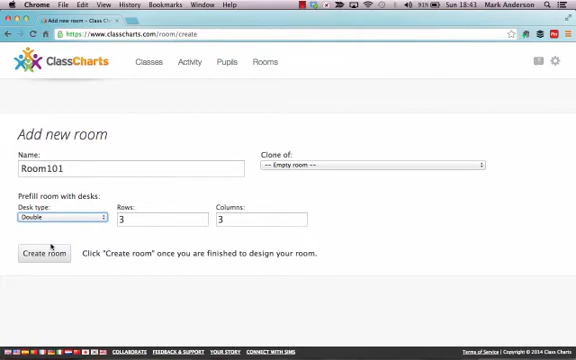 Chrome File Edit View History Bookmarks Window Help
91% Sun 18:43 Mark Anderson
Add new room – Class Ch
https://www.classcharts.com/room/create
ClassCharts Classes Activity Pupils Rooms
Add new room
Name: Clone of:
Room101 -- Empty room --
Prefill room with desks:
Desk type: Rows: Columns:
Double 3 3
Create room Click "Create room" once you are finished to design your room.
COLLABORATE FEEDBACK & SUPPORT YOUR STORY CONNECT WITH SIMS Terms of Service | Copyright © 2014 Class Charts